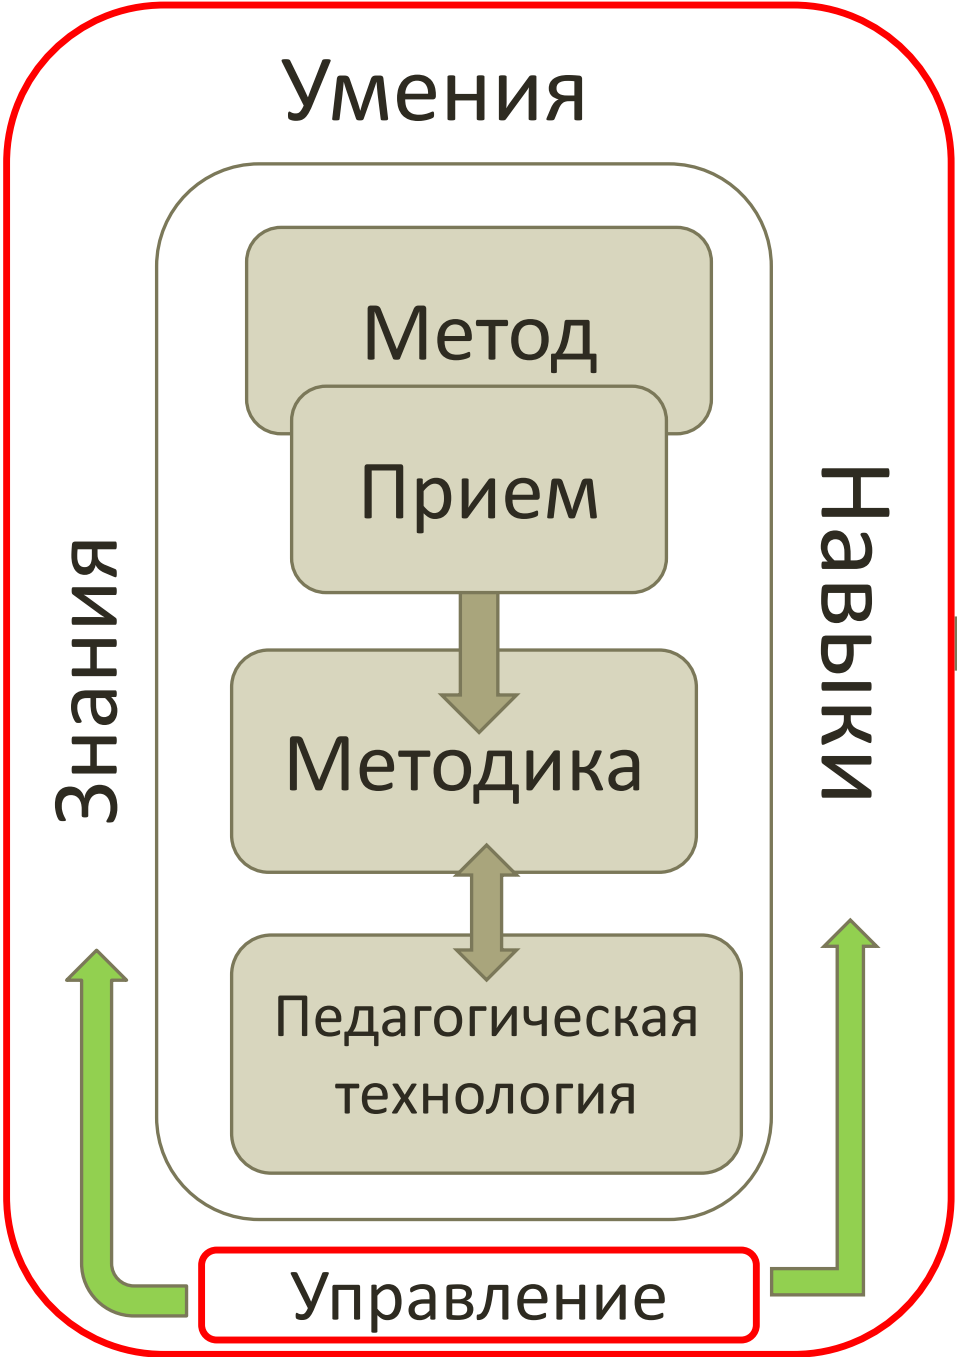 Умения
Метод
Прием
Знания
Навыки
Методика
Педагогическая
технология
Управление